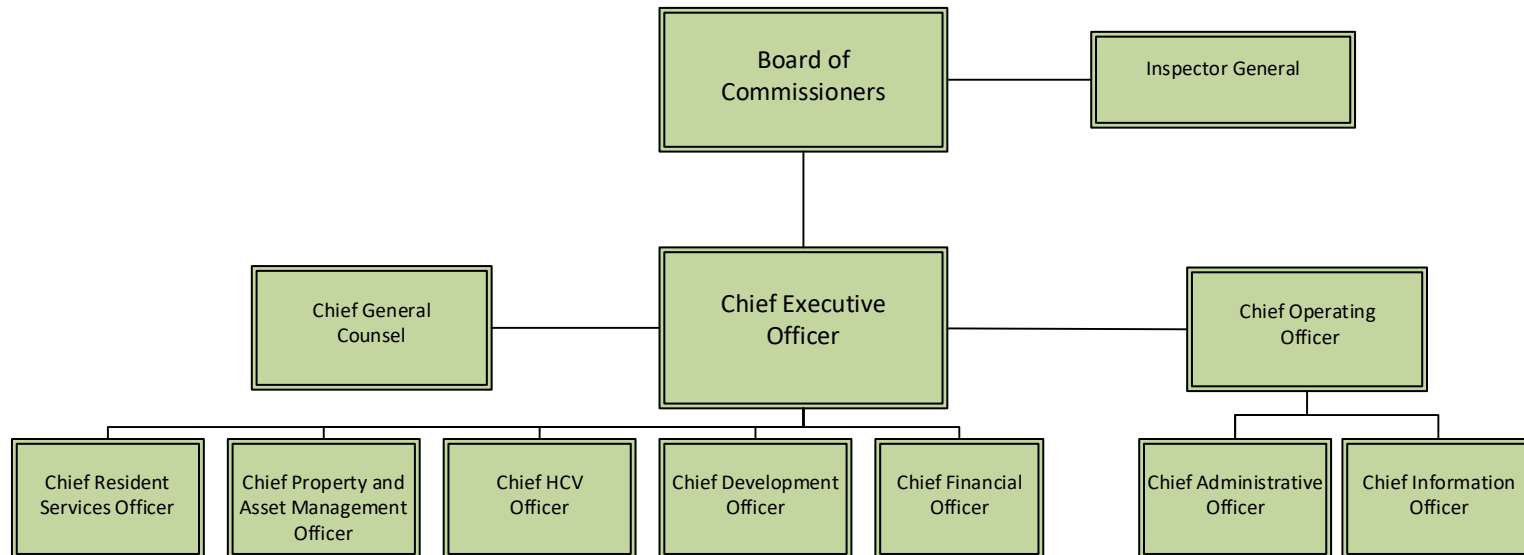 Board of
Commissioners
Inspector General
Chief General
Counsel
Chief Executive
Officer
Chief Operating
Officer
Chief Resident
Services Officer
Chief Property and
Asset Management
Officer
Chief HCV
Officer
Chief Development
Officer
Chief Financial
Officer
Chief Administrative
Officer
Chief Information
Officer